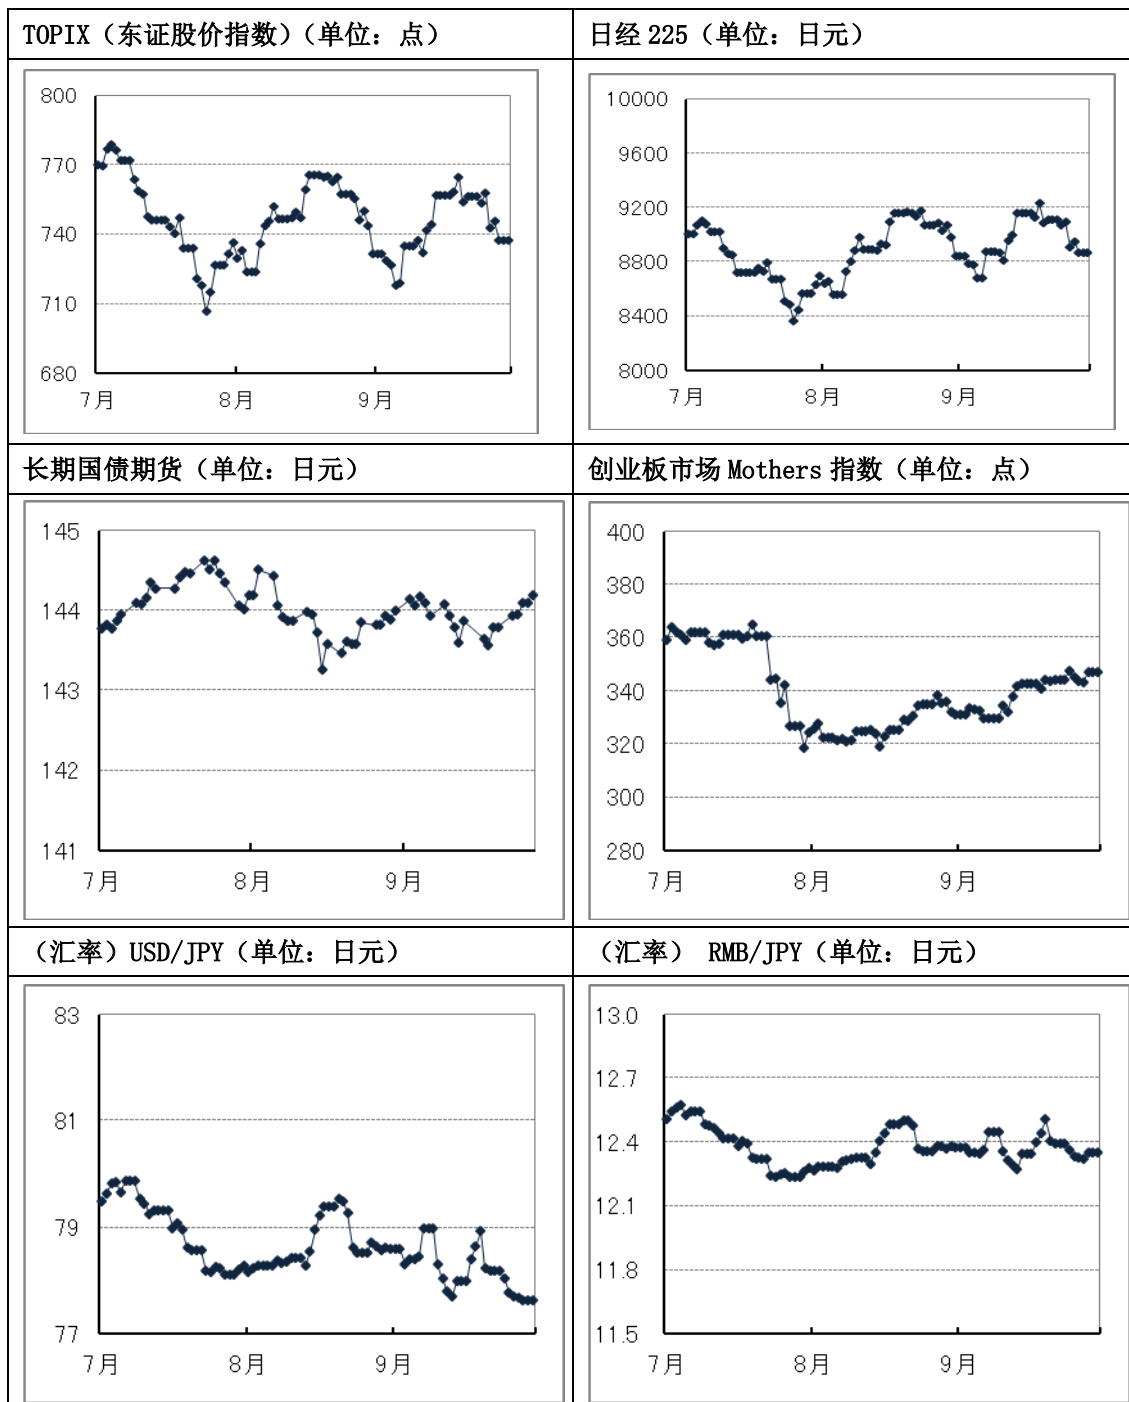 TOPIX（东证股价指数）（单位：点）
日经 225（单位：日元）
800
770
740
710
680
7月
8月
9月
10000
9600
9200
8800
8400
8000
7月
8月
9月
长期国债期货（单位：日元）
创业板市场 Mothers 指数（单位：点）
145
144
143
142
141
7月
8月
9月
400
380
360
340
320
300
280
7月
8月
9月
（汇率）USD/JPY（单位：日元）
（汇率） RMB/JPY（单位：日元）
83
81
79
77
7月
8月
9月
13.0
12.7
12.4
12.1
11.8
11.5
7月
8月
9月